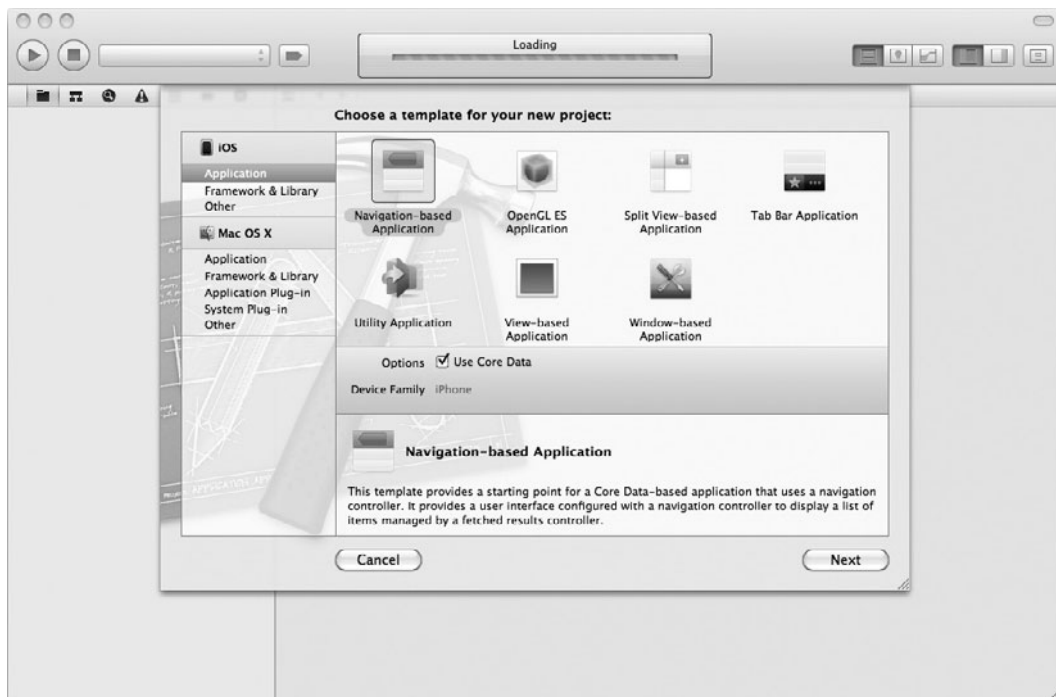 Loading
Choose a template for your new project:
iOS
Application
Framework & Library
Other
Mac OS X
Application
Framework & Library
Application Plug-in
System Plug-in
Other
Navigation-based
Application
OpenGL ES
Application
Split View-based
Application
Tab Bar Application
Utility Application
View-based
Application
Window-based
Application
Options Use Core Data
Device Family iPhone
Navigation-based Application
This template provides a starting point for a Core Data-based application that uses a navigation
controller. It provides a user interface configured with a navigation controller to display a list of
items managed by a fetched results controller.
Cancel
Next